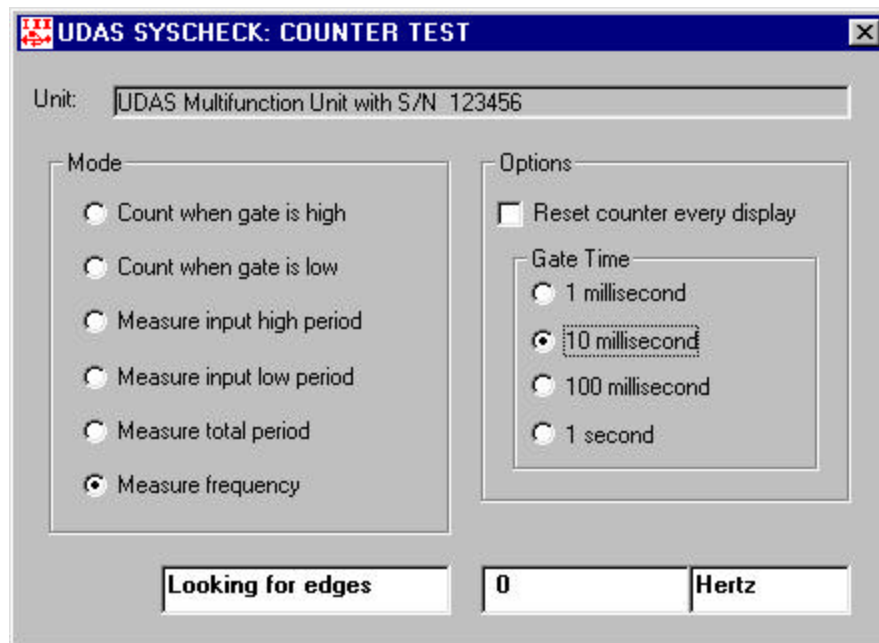 UDAS SYSCHECK: COUNTER TEST
Unit: UDAS Multifunction Unit with S/N 123456
Mode
Count when gate is high
Count when gate is low
Measure input high period
Measure input low period
Measure total period
Measure frequency
Options
Reset counter every display
Gate Time
1 millisecond
10 millisecond
100 millisecond
1 second
Looking for edges
0
Hertz